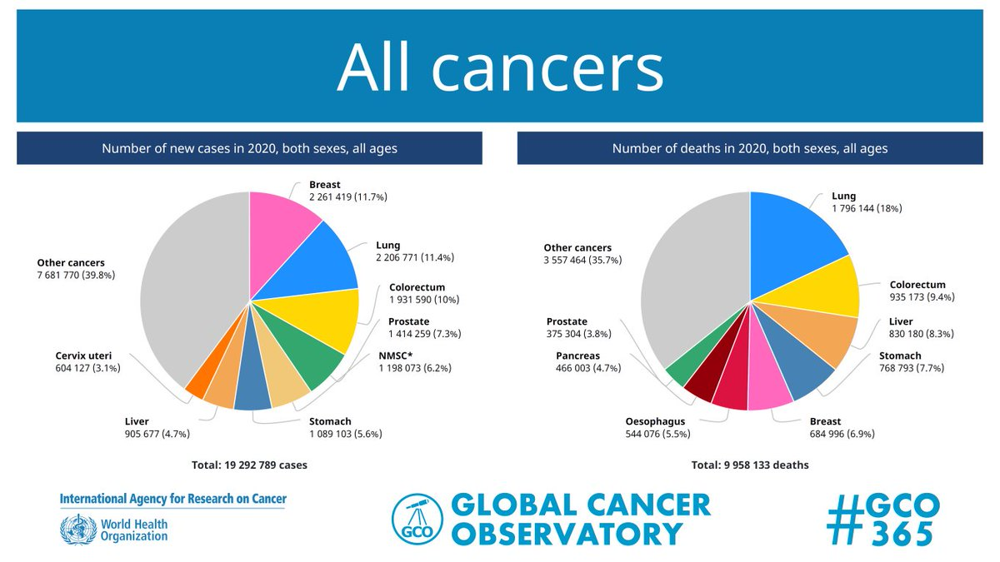 All cancers
Number of new cases in 2020, both sexes, all ages
Breast
2 261 419 (11.7%)
Lung
2 206 771 (11.4%)
Colorectum
1 931 590 (10%)
Prostate
1 414 259 (7.3%)
NMSC*
1 198 073 (6.2%)
Stomach
1 089 103 (5.6%)
Liver
905 677 (4.7%)
Cervix uteri
604 127 (3.1%)
Other cancers
7 681 770 (39.8%)
Total: 19 292 789 cases
Number of deaths in 2020, both sexes, all ages
Lung
1 796 144 (18%)
Colorectum
935 173 (9.4%)
Liver
830 180 (8.3%)
Stomach
768 793 (7.7%)
Breast
684 996 (6.9%)
Oesophagus
544 076 (5.5%)
Pancreas
466 003 (4.7%)
Prostate
375 304 (3.8%)
Other cancers
3 557 464 (35.7%)
Total: 9 958 133 deaths
International Agency for Research on Cancer
World Health
Organization
GCO
GLOBAL CANCER
OBSERVATORY
#GCO
365